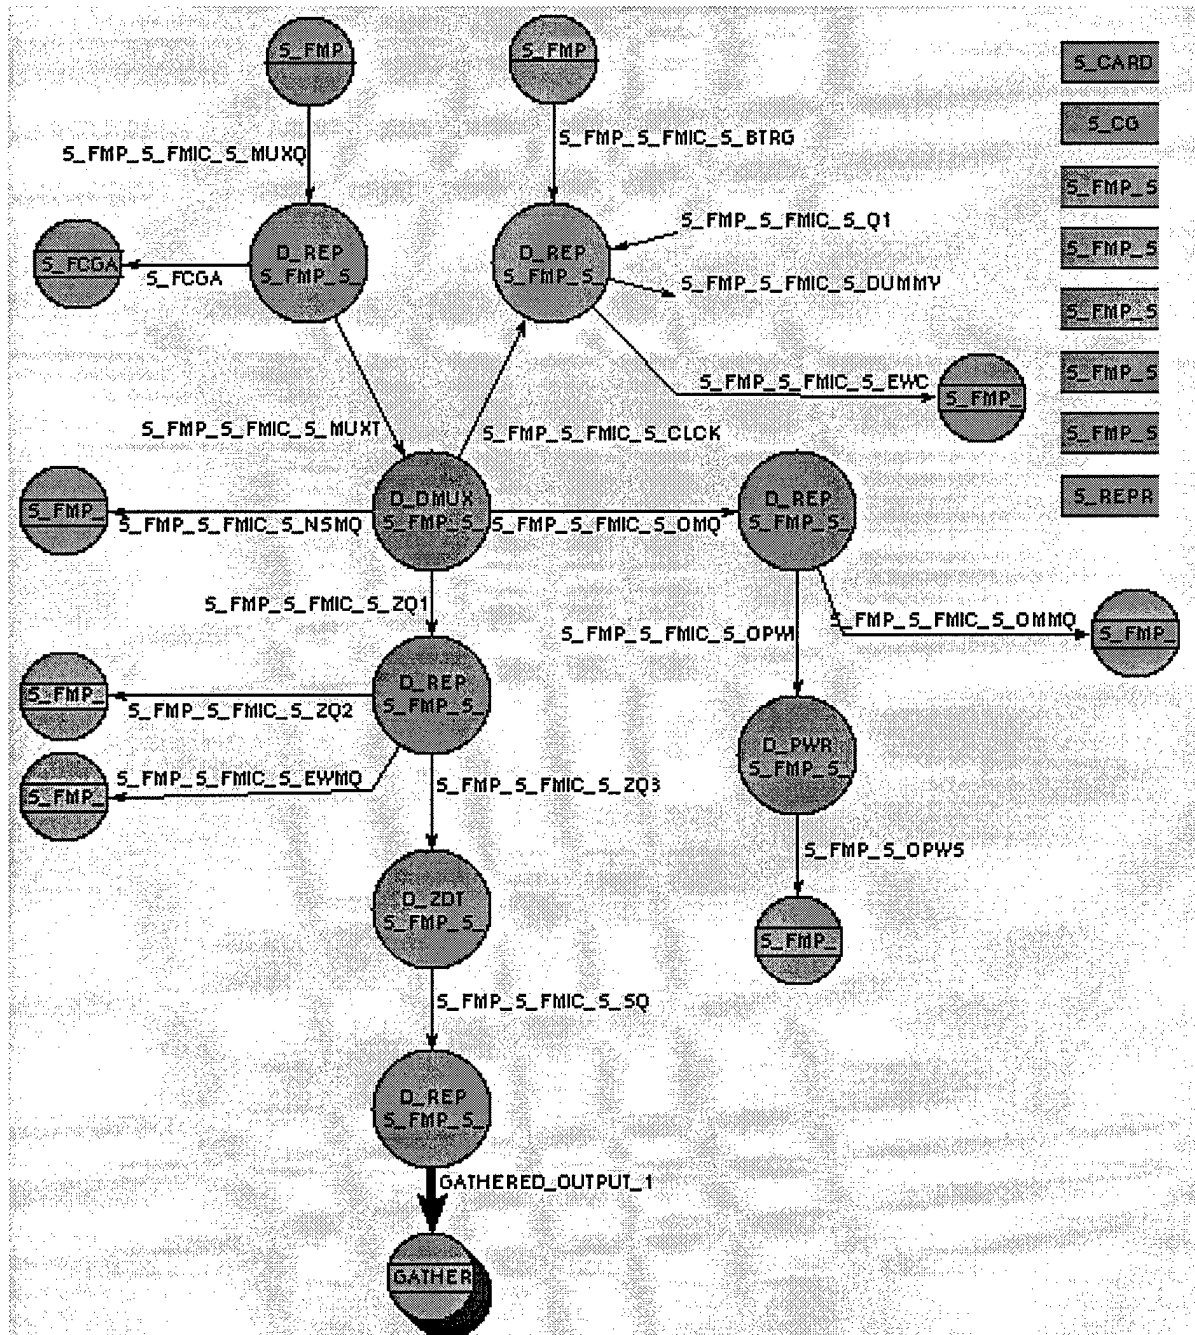 S_FMP
S_FMP
S_CARD
S_CG
S_FMP_S_FMIC_S_BTRG
S_FMP_S_FMIC_S_MUXQ
S_FMP_S
S_FMP_S_FMIC_S_Q1
S_FMP_S
D_REP
S_FMP_S_
D_REP
S_FMP_S_
S_FCGA
S_FCGA
S_FMP_S_FMIC_S_DUMMY
S_FMP_S
S_FMP_S
S_FMP_S_FMIC_S_EWC
S_FMP_
S_FMP_S_FMIC_S_MUXT
S_FMP_S_FMIC_S_CLCK
S_FMP_S
S_REPR
S_FMP_
D_DMUX
S_FMP_S_
D_REP
S_FMP_S_
S_FMP_S_FMIC_S_NSMQ
S_FMP_S_FMIC_S_OMQ
S_FMP_S_FMIC_S_ZQ1
S_FMP_S_FMIC_S_OPWI
S_FMP_S_FMIC_S_OMMQ
S_FMP_
S_FMP_
D_REP
S_FMP_S_
S_FMP_S_FMIC_S_ZQ2
D_PWR
S_FMP_S_
S_FMP_
S_FMP_S_FMIC_S_EWMQ
S_FMP_S_FMIC_S_ZQ3
S_FMP_S_OPWS
D_ZDT
S_FMP_S_
S_FMP_
S_FMP_S_FMIC_S_SQ
D_REP
S_FMP_S_
GATHERED_OUTPUT_1
GATHER